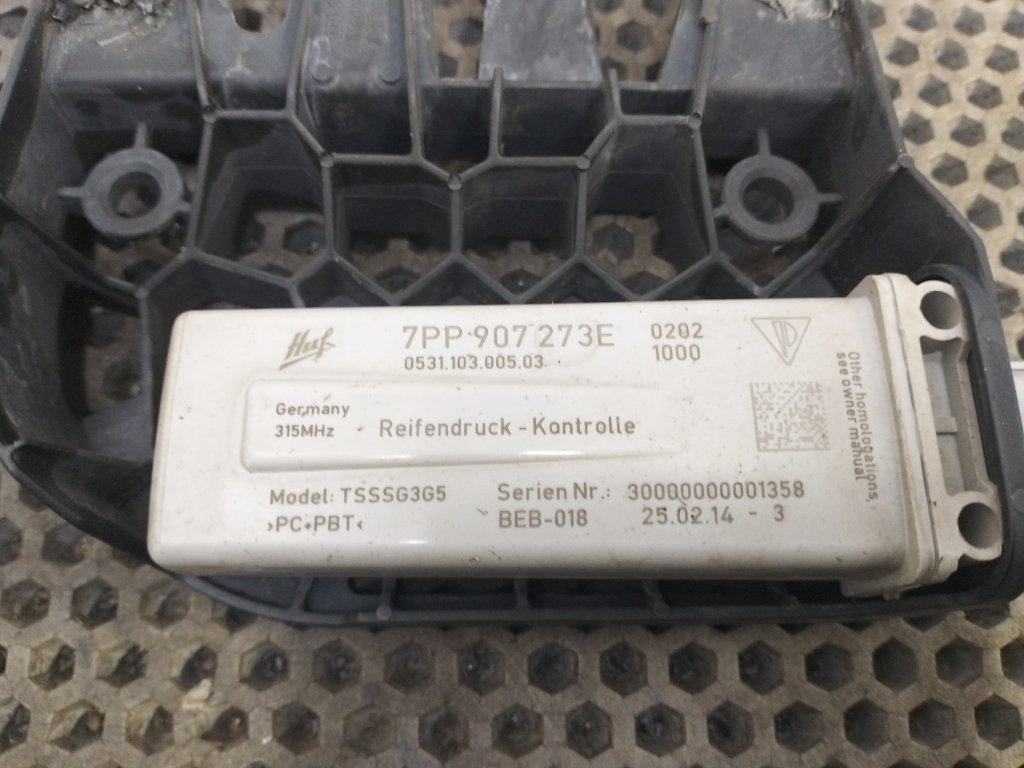 Huf
7PP 907 273E
0531.103.005.03
0202
1000
Germany
315MHz
Reifendruck - Kontrolle
Model: TSSSG3G5
>PC+PBT<
Serien Nr.: 30000000001358
BEB-018 25.02.14 - 3
Other homologations,
see owner manual